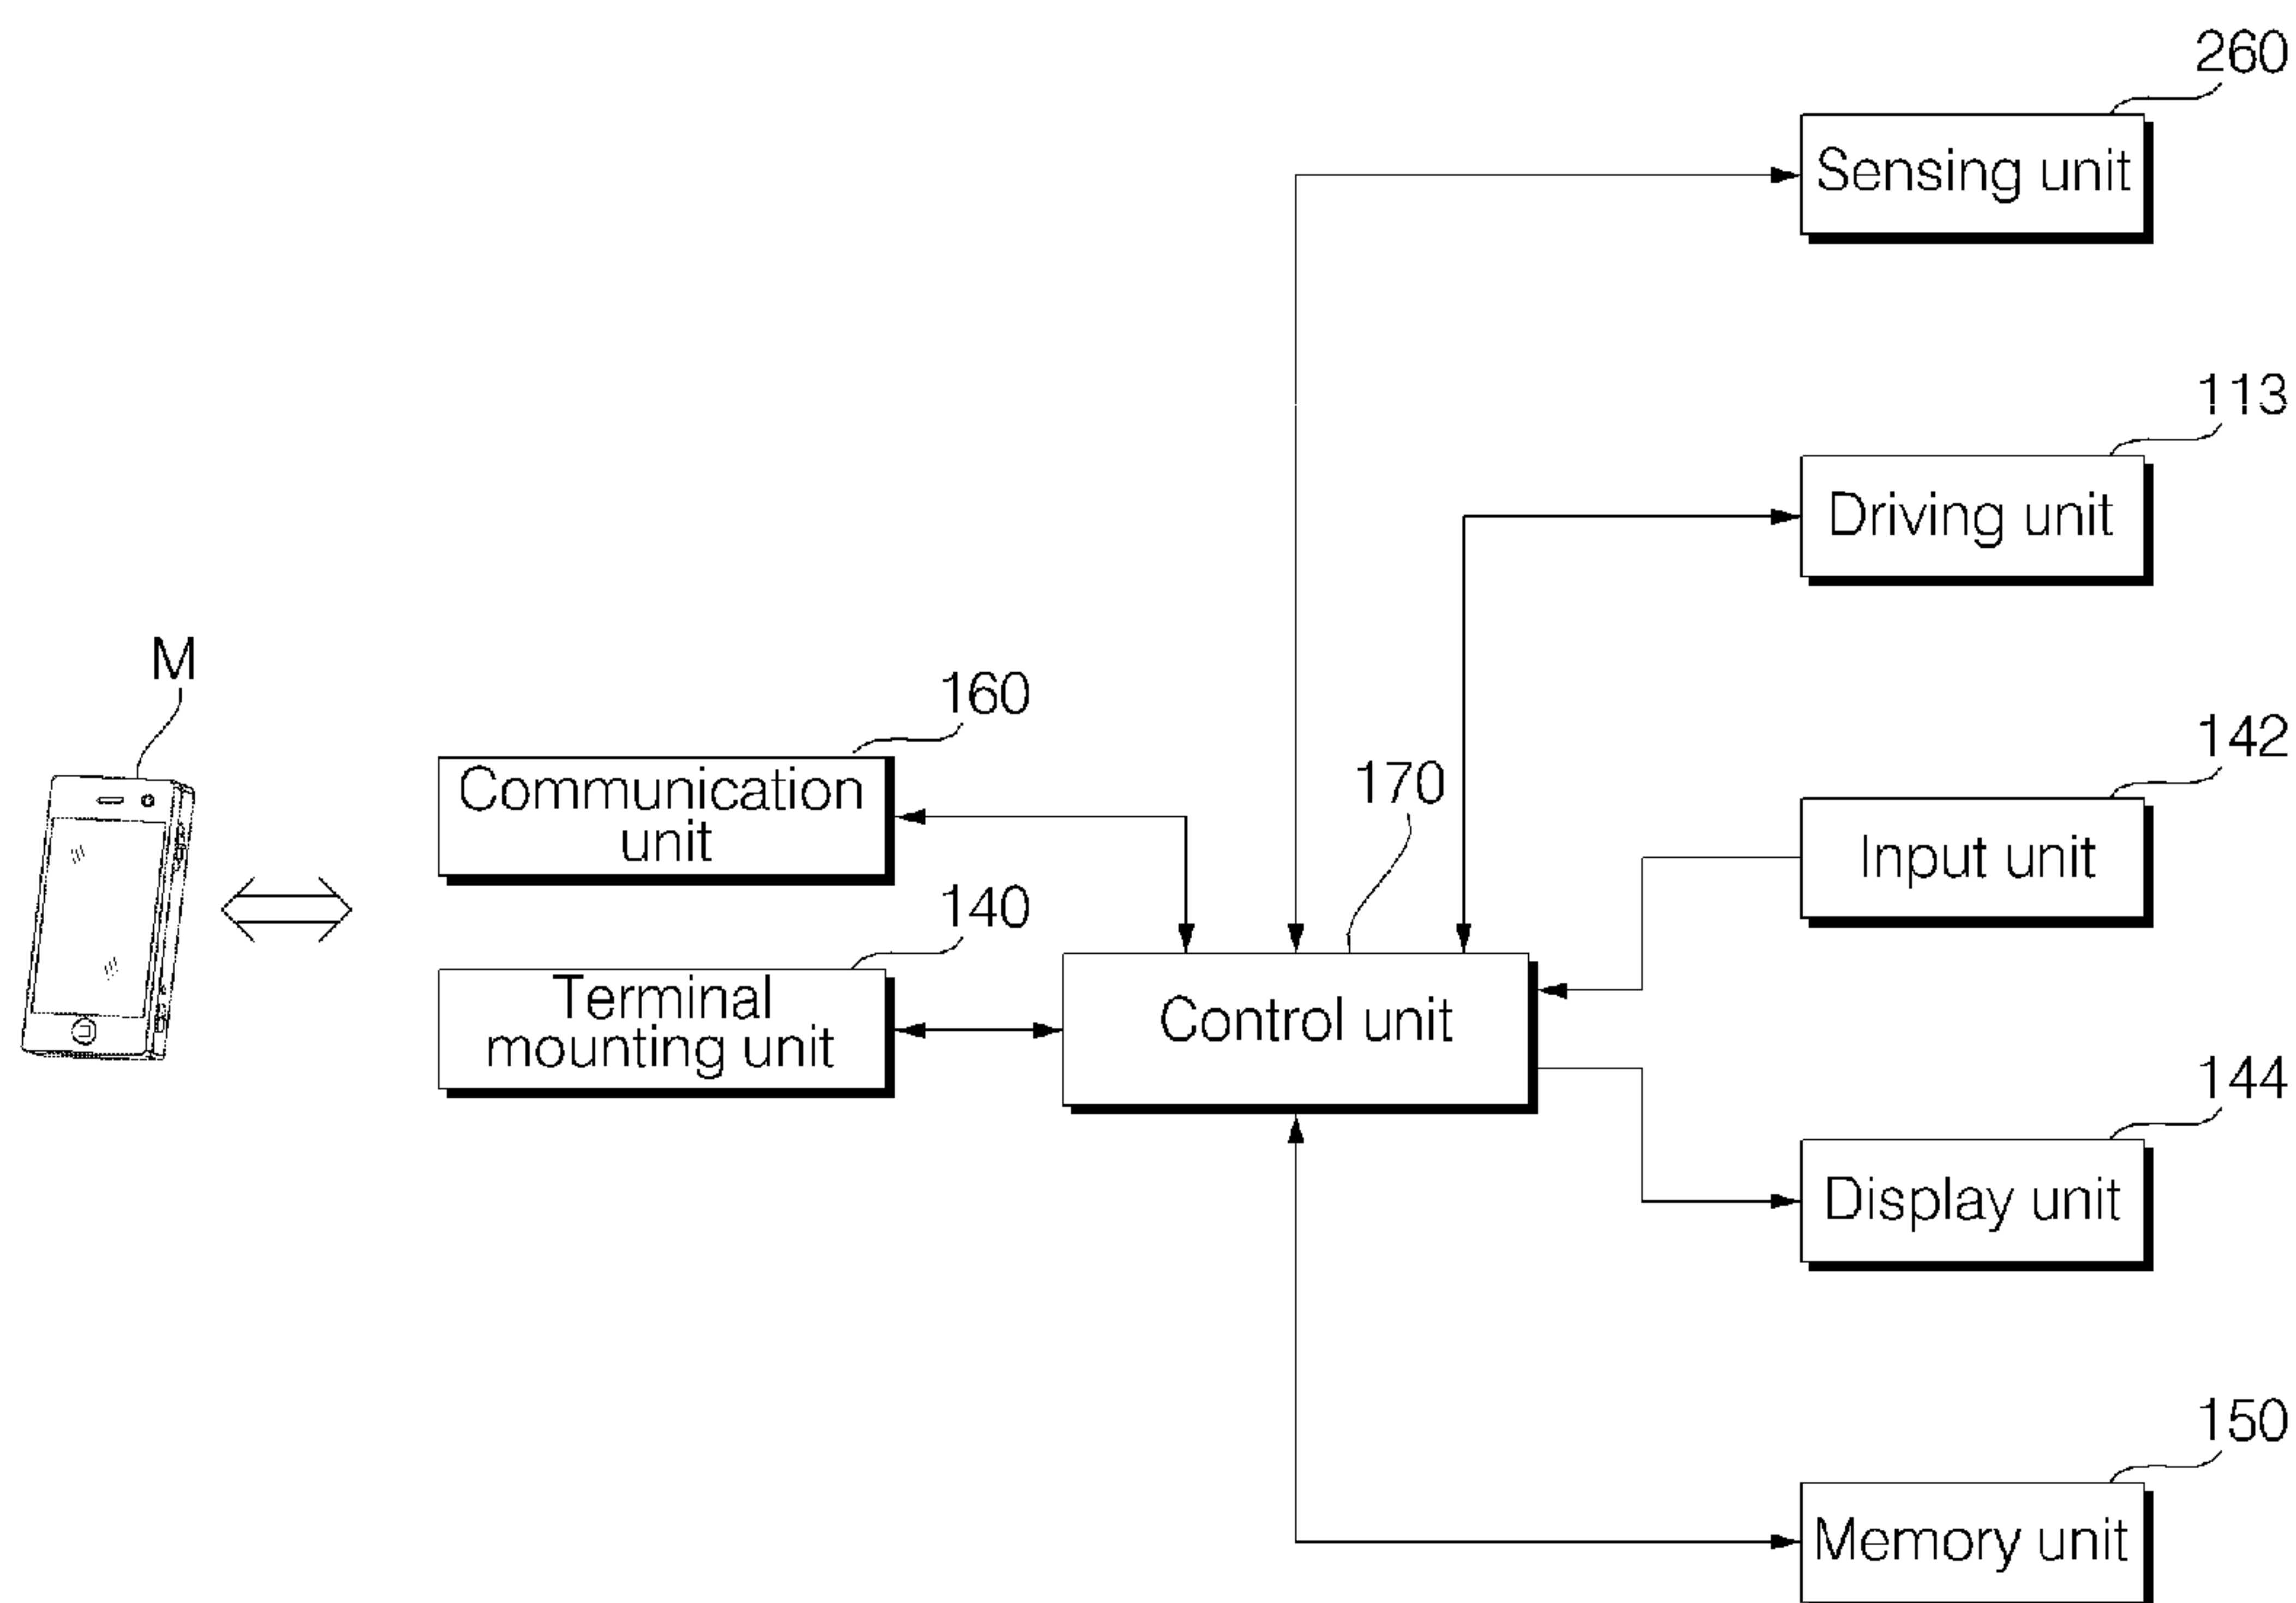 260
Sensing unit
113
Driving unit
M
160
Communication
unit
142
Input unit
170
140
Terminal
mounting unit
Control unit
144
Display unit
150
Memory unit